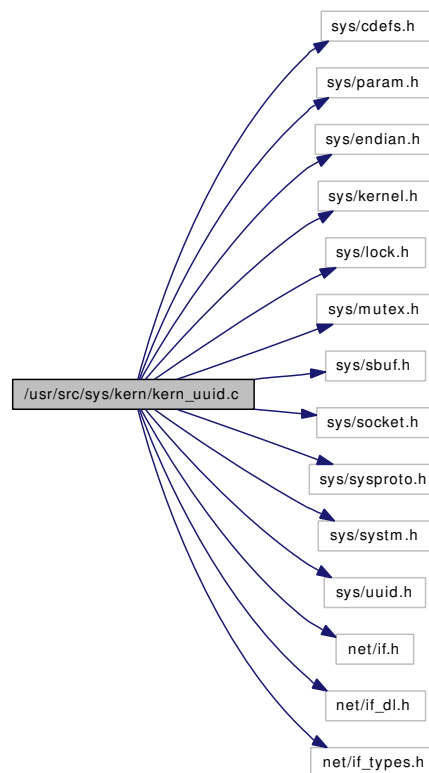 sys/cdefs.h
sys/param.h
sys/endian.h
sys/kernel.h
sys/lock.h
sys/mutex.h
sys/sbuf.h
/usr/src/sys/kern/kern_uuid.c
sys/socket.h
sys/sysproto.h
sys/systm.h
sys/uuid.h
net/if.h
net/if_dl.h
net/if_types.h